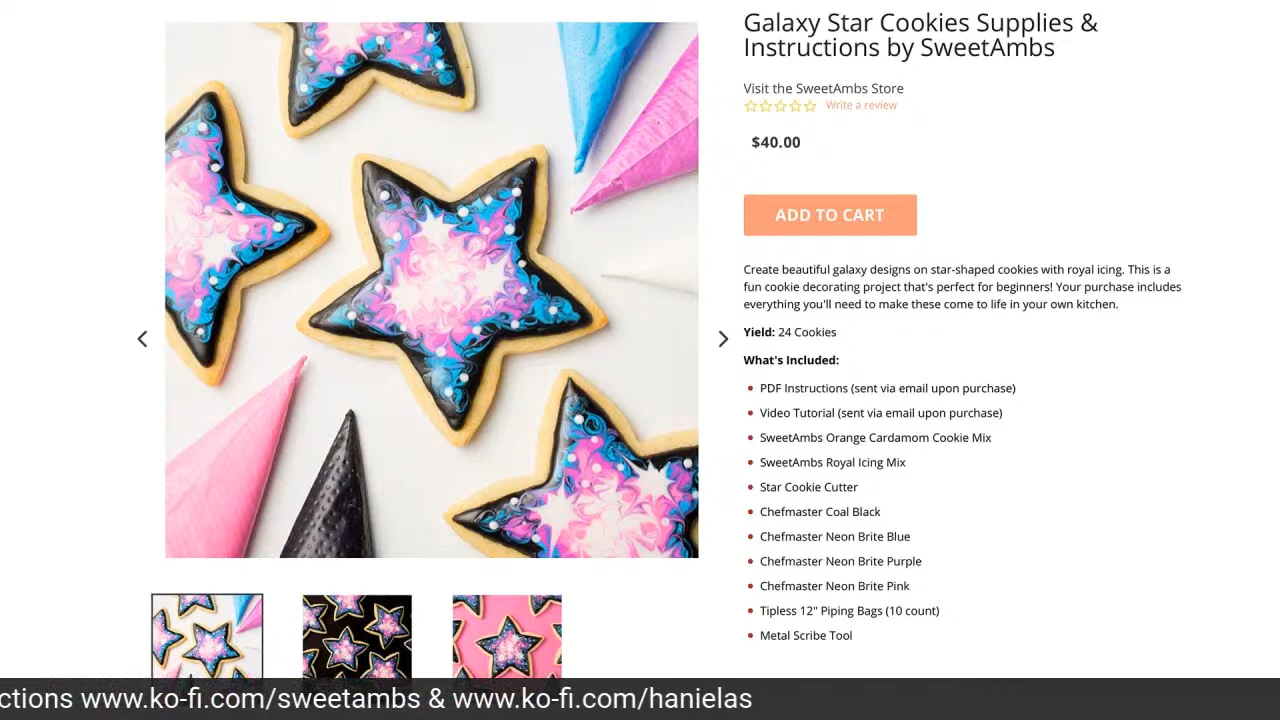 Galaxy Star Cookies Supplies &
Instructions by SweetAmbs
Visit the SweetAmbs Store
Write a review
$40.00
ADD TO CART
Create beautiful galaxy designs on star-shaped cookies with royal icing. This is a
fun cookie decorating project that's perfect for beginners! Your purchase includes
everything you'll need to make these come to life in your own kitchen.
Yield: 24 Cookies
What's Included:
PDF Instructions (sent via email upon purchase)
Video Tutorial (sent via email upon purchase)
SweetAmbs Orange Cardamom Cookie Mix
SweetAmbs Royal Icing Mix
Star Cookie Cutter
Chefmaster Coal Black
Chefmaster Neon Brite Blue
Chefmaster Neon Brite Purple
Chefmaster Neon Brite Pink
Tipless 12" Piping Bags (10 count)
Metal Scribe Tool
ctions www.ko-fi.com/sweetambs & www.ko-fi.com/hanielas